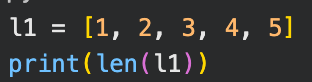 l1 = [1, 2, 3, 4, 5]
print(len(l1))